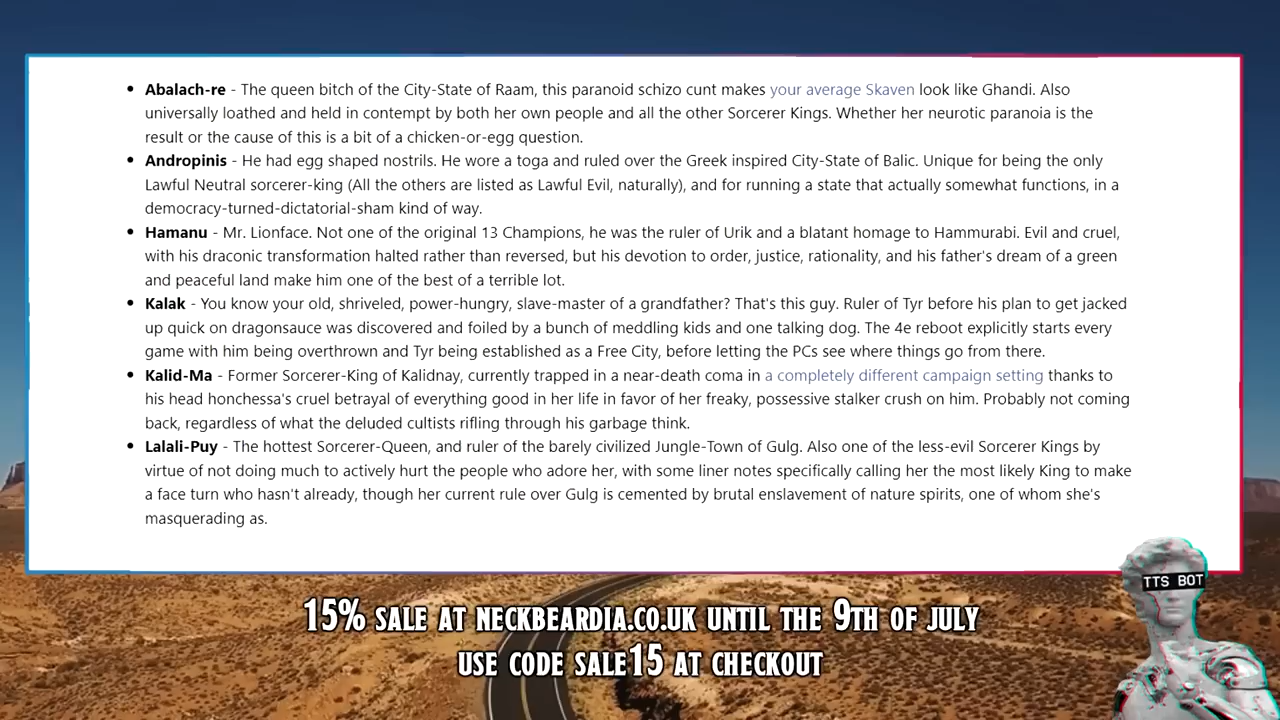 • Abalach-re - The queen bitch of the City-State of Raam, this paranoid schizo cunt makes your average Skaven look like Ghandi. Also
universally loathed and held in contempt by both her own people and all the other Sorcerer Kings. Whether her neurotic paranoia is the
result or the cause of this is a bit of a chicken-or-egg question.
• Andropinis - He had egg shaped nostrils. He wore a toga and ruled over the Greek inspired City-State of Balic. Unique for being the only
Lawful Neutral sorcerer-king (All the others are listed as Lawful Evil, naturally), and for running a state that actually somewhat functions, in a
democracy-turned-dictatorial-sham kind of way.
• Hamanu - Mr. Lionface. Not one of the original 13 Champions, he was the ruler of Urik and a blatant homage to Hammurabi. Evil and cruel,
with his draconic transformation halted rather than reversed, but his devotion to order, justice, rationality, and his father's dream of a green
and peaceful land make him one of the best of a terrible lot.
• Kalak - You know your old, shriveled, power-hungry, slave-master of a grandfather? That's this guy. Ruler of Tyr before his plan to get jacked
up quick on dragonsauce was discovered and foiled by a bunch of meddling kids and one talking dog. The 4e reboot explicitly starts every
game with him being overthrown and Tyr being established as a Free City, before letting the PCs see where things go from there.
• Kalid-Ma - Former Sorcerer-King of Kalidnay, currently trapped in a near-death coma in a completely different campaign setting thanks to
his head honchessa's cruel betrayal of everything good in her life in favor of her freaky, possessive stalker crush on him. Probably not coming
back, regardless of what the deluded cultists rifling through his garbage think.
• Lalali-Puy - The hottest Sorcerer-Queen, and ruler of the barely civilized Jungle-Town of Gulg. Also one of the less-evil Sorcerer Kings by
virtue of not doing much to actively hurt the people who adore her, with some liner notes specifically calling her the most likely King to make
a face turn who hasn't already, though her current rule over Gulg is cemented by brutal enslavement of nature spirits, one of whom she's
masquerading as.
TTS BOT
15% SALE AT NECKBEARDIA.CO.UK UNTIL THE 9TH OF JULY
USE CODE SALE15 AT CHECKOUT